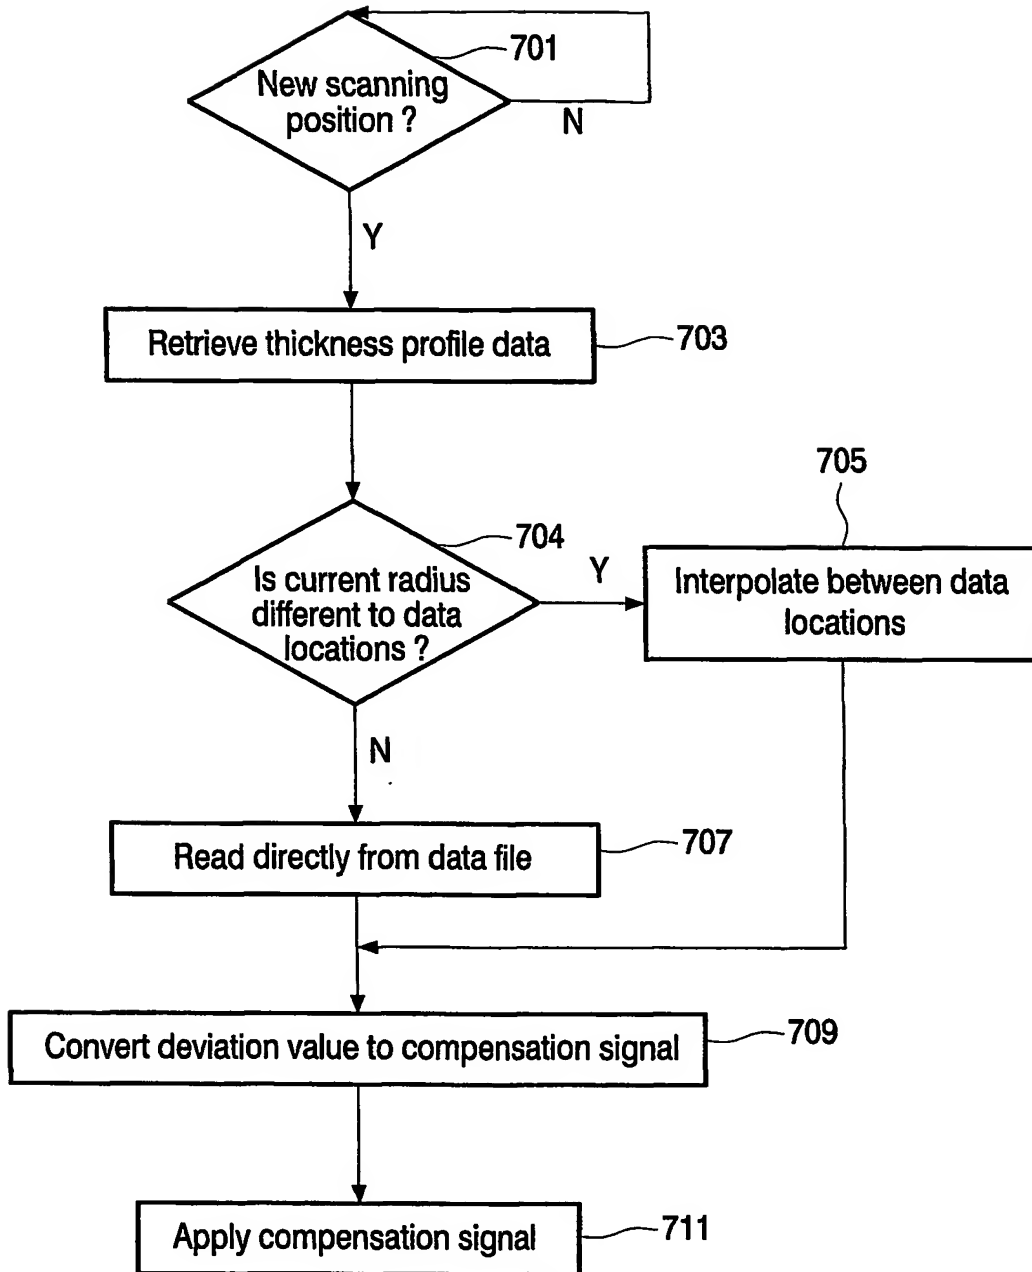 701
New scanning
position ?
N
Y
Retrieve thickness profile data
703
704
Is current radius
different to data
locations ?
Y
705
Interpolate between data
locations
N
Read directly from data file
707
Convert deviation value to compensation signal
709
Apply compensation signal
711